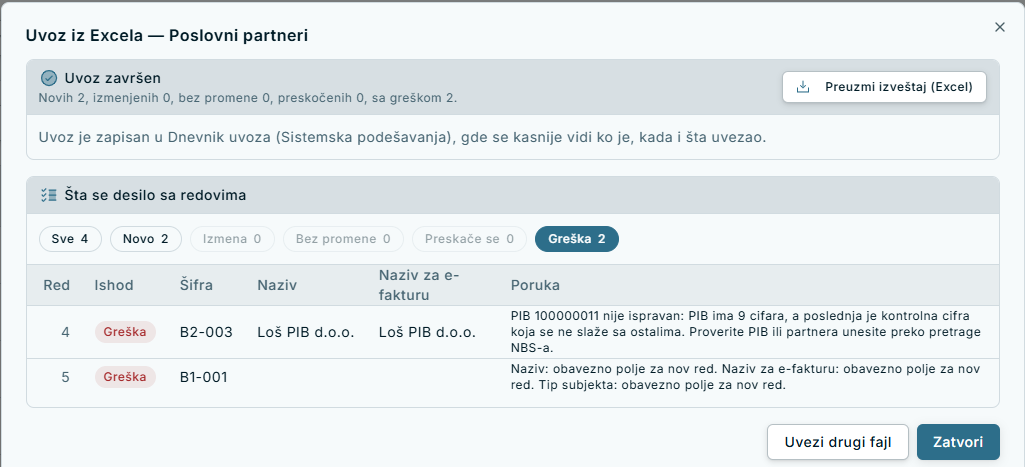 Uvoz iz Excela — Poslovni partneri
Uvoz završen
Novih 2, izmenjenih 0, bez promene 0, preskočenih 0, sa greškom 2.
Preuzmi izveštaj (Excel)
Uvoz je zapisan u Dnevnik uvoza (Sistemska podešavanja), gde se kasnije vidi ko je, kada i šta uvezao.
Šta se desilo sa redovima
Sve 4 Novo 2 Izmena 0 Bez promene 0 Preskače se 0 Greška 2
Red Ishod Šifra Naziv Naziv za e-
fakturu Poruka
4 Greška B2-003 Loš PIB d.o.o. Loš PIB d.o.o. PIB 100000011 nije ispravan: PIB ima 9 cifara, a poslednja je kontrolna cifra
koja se ne slaže sa ostalima. Proverite PIB ili partnera unesite preko pretrage
NBS-a.
5 Greška B1-001 Naziv: obavezno polje za nov red. Naziv za e-fakturu: obavezno polje za nov
red. Tip subjekta: obavezno polje za nov red.
Uvezi drugi fajl Zatvori